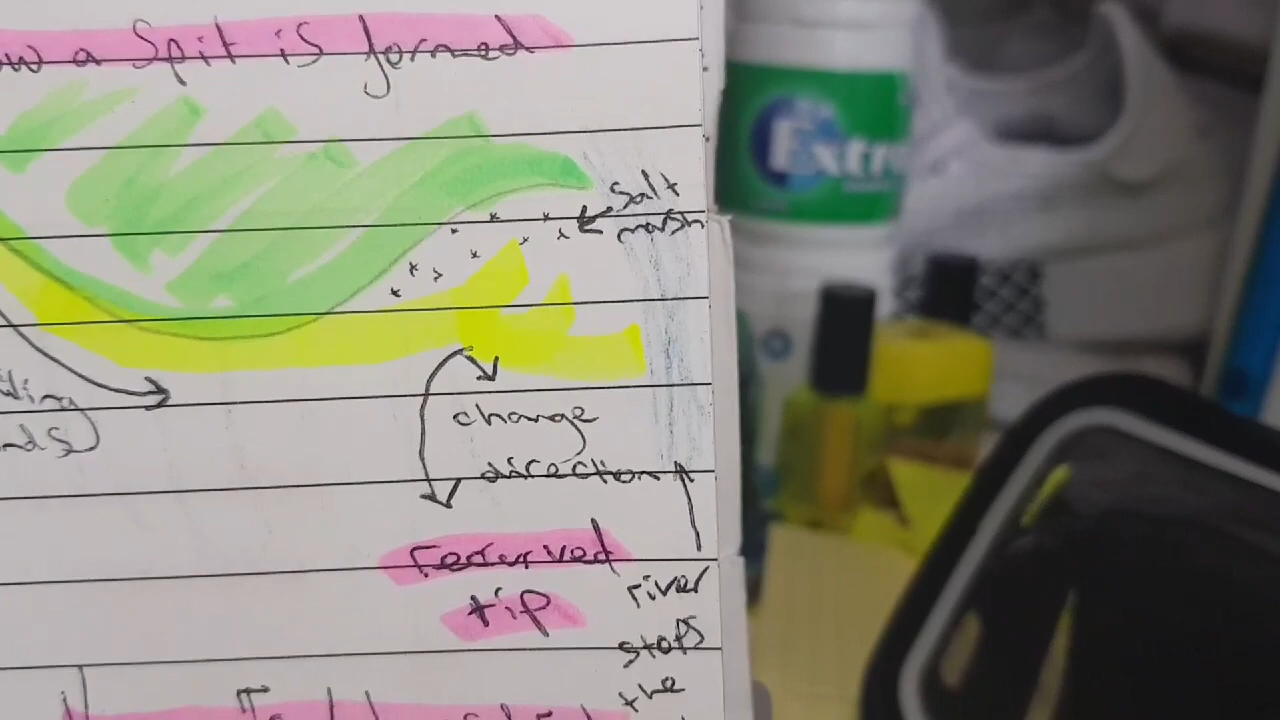 a Spit is formed
Extra
Salt
marsh
change
direction
recurved
tip
river
stops
the